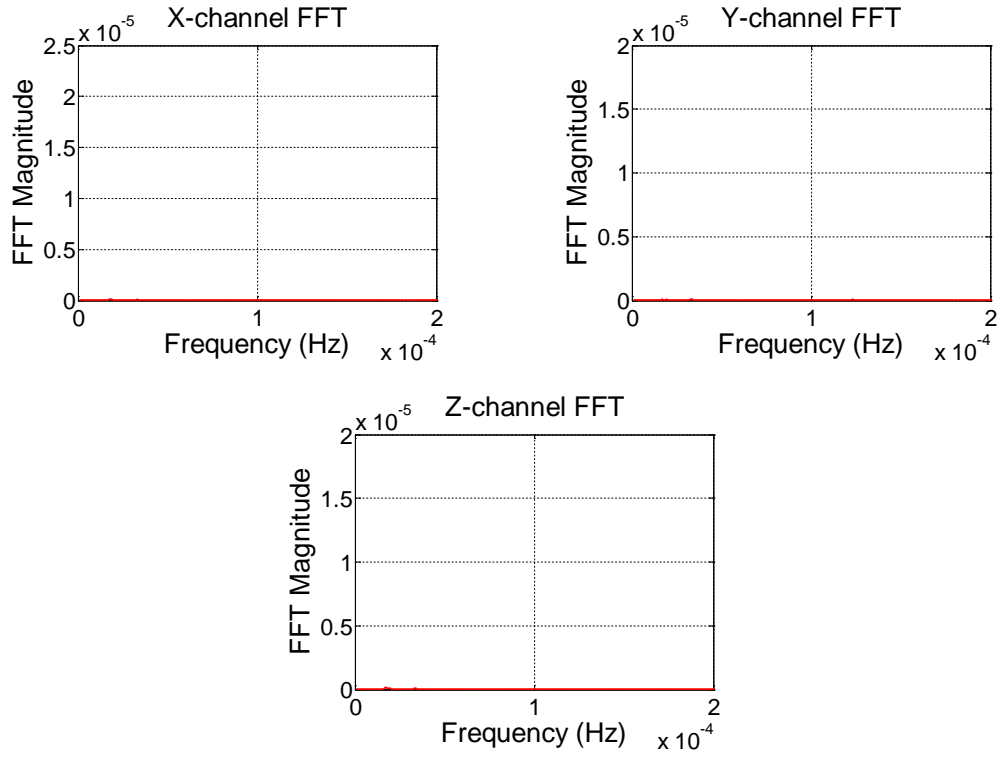 X-channel FFT
x 10^-5
2.5
2
1.5
1
0.5
0
FFT Magnitude
0 1 2
Frequency (Hz)
x 10^-4
Y-channel FFT
x 10^-5
2
1.5
1
0.5
0
FFT Magnitude
0 1 2
Frequency (Hz)
x 10^-4
Z-channel FFT
x 10^-5
2
1.5
1
0.5
0
FFT Magnitude
0 1 2
Frequency (Hz)
x 10^-4